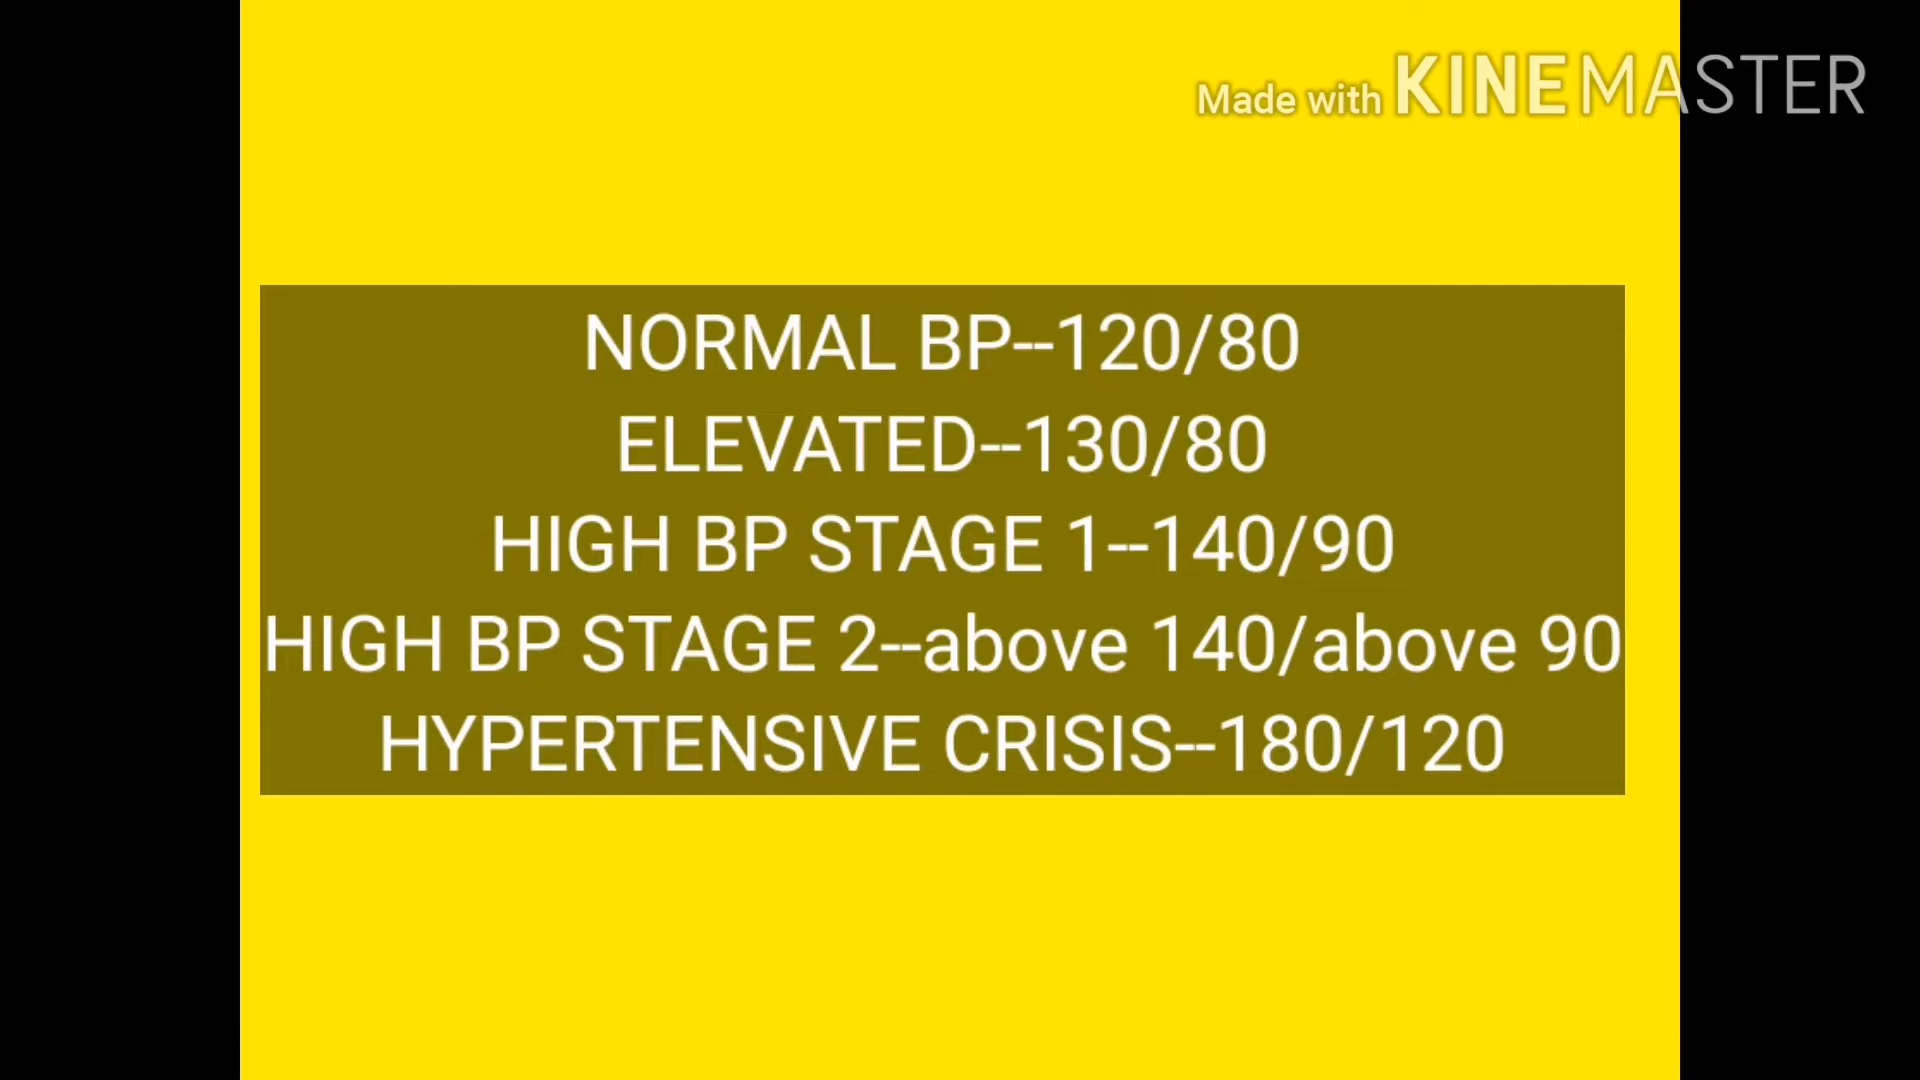 Made with KINEMASTER
NORMAL BP--120/80
ELEVATED--130/80
HIGH BP STAGE 1--140/90
HIGH BP STAGE 2--above 140/above 90
HYPERTENSIVE CRISIS--180/120